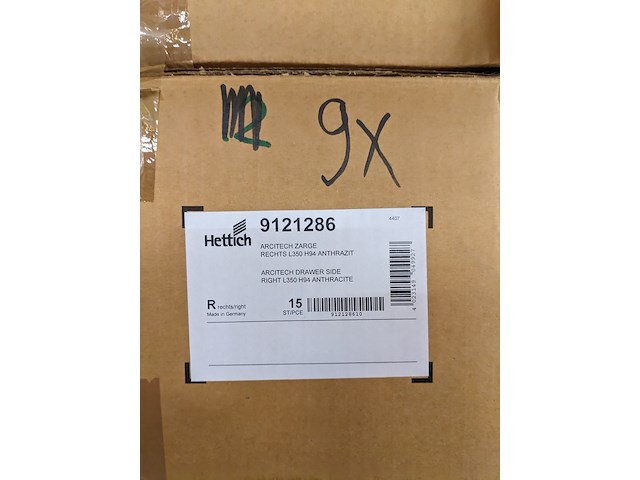 9x
Hettich
9121286
4407
ARCITECH ZARGE
RECHTS L350 H94 ANTHRAZIT
ARCITECH DRAWER SIDE
RIGHT L350 H94 ANTHRACITE
R rechts/right
Made in Germany
15
ST/PCE
912128610